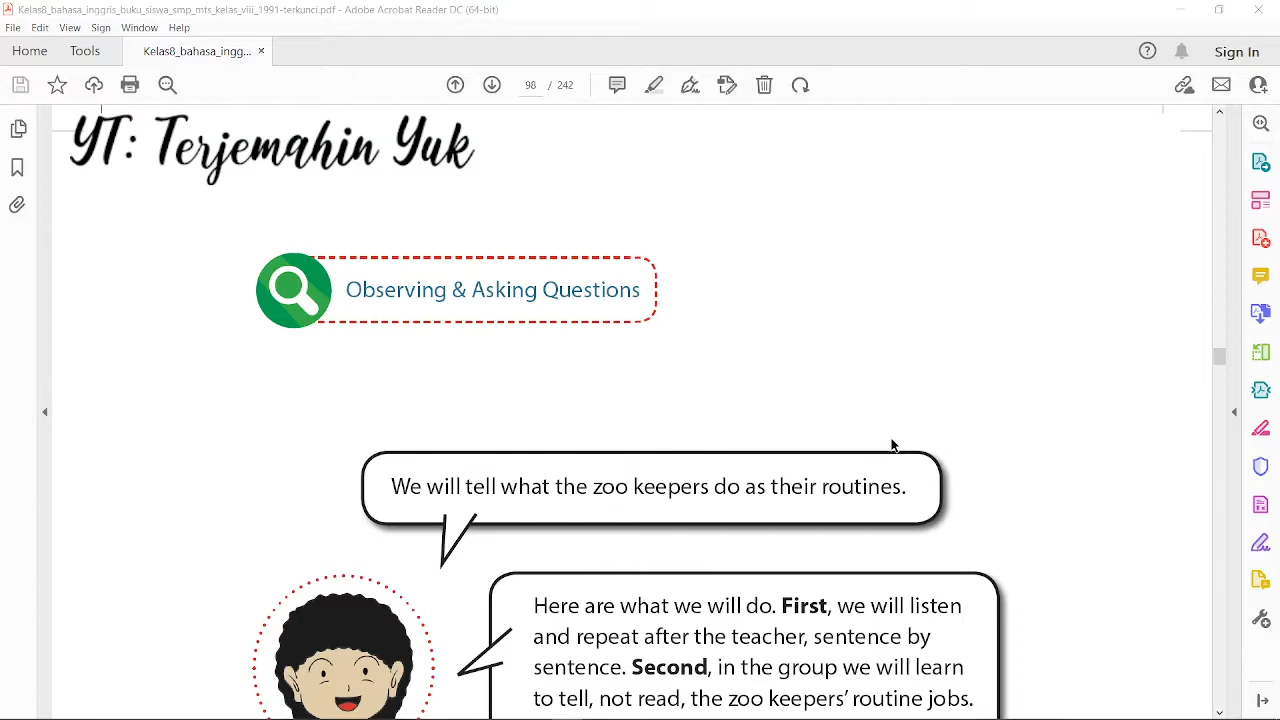 Kelas8_bahasa_inggris_buku_siswa_smp_mts_kelas_viii_1991-terkunci.pdf - Adobe Acrobat Reader DC (64-bit)
File Edit View Sign Window Help
Home Tools Kelas8_bahasa_ingg... × Sign In
98 / 242
YT: Terjemahin Yuk
Observing & Asking Questions
We will tell what the zoo keepers do as their routines.
Here are what we will do. First, we will listen
and repeat after the teacher, sentence by
sentence. Second, in the group we will learn
to tell, not read, the zoo keepers’ routine jobs.